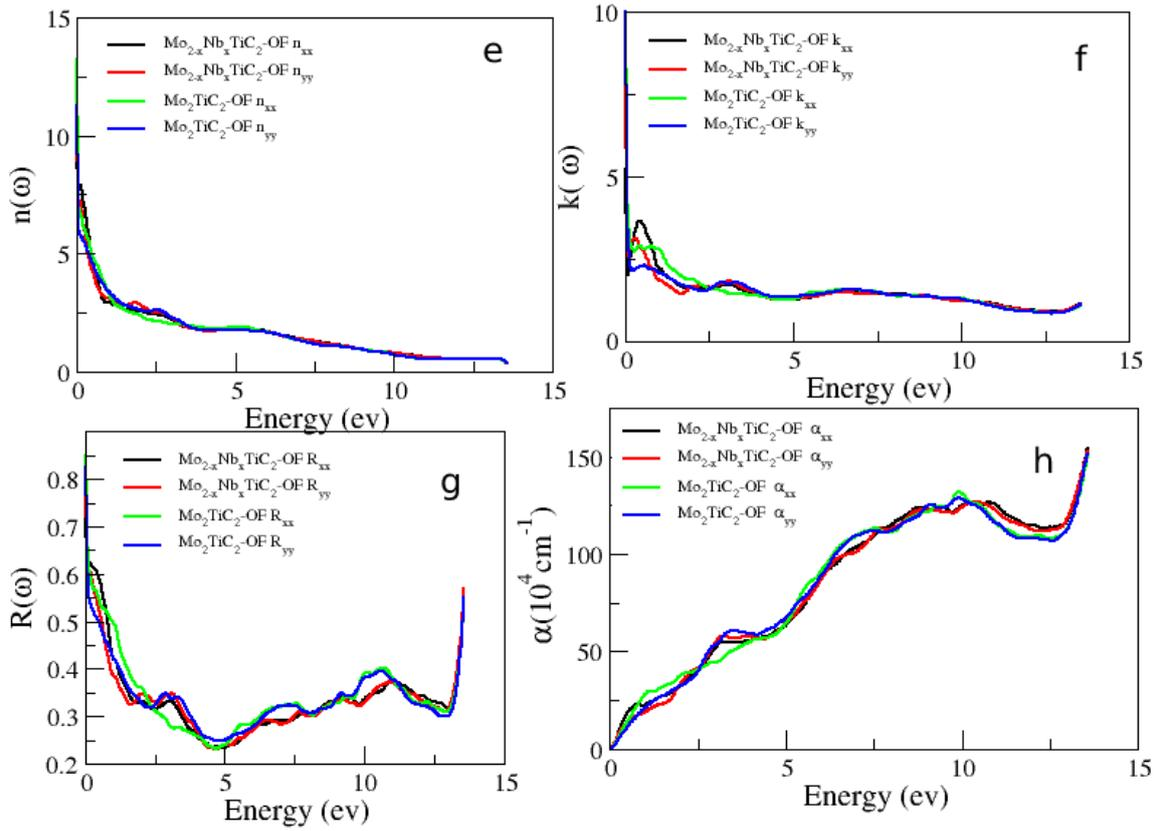 e
Mo2-xNbxTiC2-OF nxx
Mo2-xNbxTiC2-OF nyy
Mo2TiC2-OF nxx
Mo2TiC2-OF nyy
n(ω)
15
10
5
0
0 5 10 15
Energy (ev)
f
Mo2-xNbxTiC2-OF kxx
Mo2-xNbxTiC2-OF kyy
Mo2TiC2-OF kxx
Mo2TiC2-OF kyy
k( ω)
10
5
0
0 5 10 15
Energy (ev)
g
Mo2-xNbxTiC2-OF Rxx
Mo2-xNbxTiC2-OF Ryy
Mo2TiC2-OF Rxx
Mo2TiC2-OF Ryy
R(ω)
0.8
0.7
0.6
0.5
0.4
0.3
0.2
0 5 10 15
Energy (ev)
h
Mo2-xNbxTiC2-OF αxx
Mo2-xNbxTiC2-OF αyy
Mo2TiC2-OF αxx
Mo2TiC2-OF αyy
α(10^4 cm^-1)
150
100
50
0
0 5 10 15
Energy (ev)